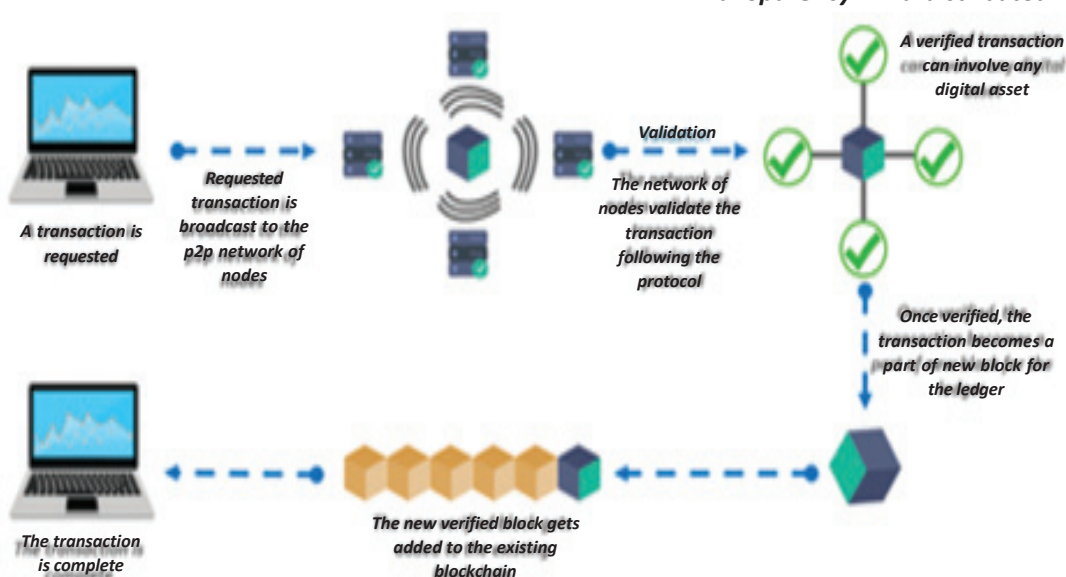 A transaction is
requested
Requested
transaction is
broadcast to the
p2p network of
nodes
Validation
The network of
nodes validate the
transaction
following the
protocol
A verified transaction
can involve any
digital asset
Once verified, the
transaction becomes a
part of new block for
the ledger
The new verified block gets
added to the existing
blockchain
The transaction
is complete